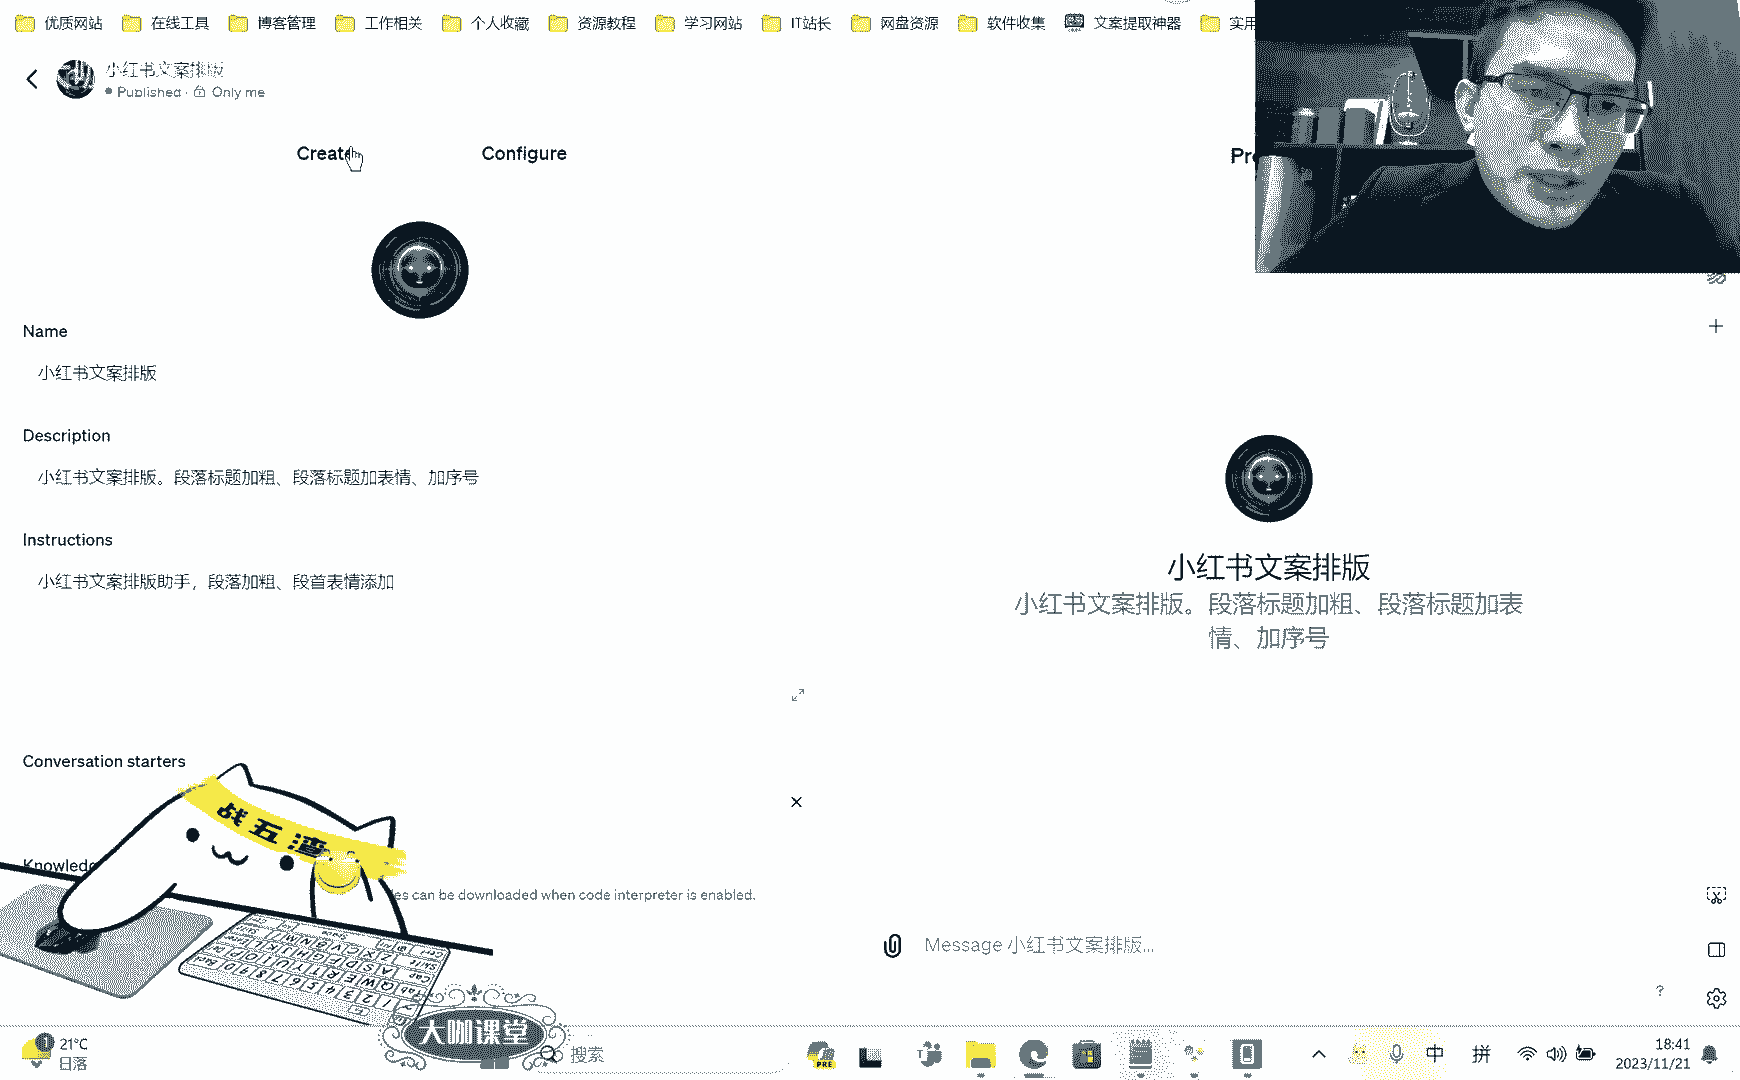 优质网站 在线工具 博客管理 工作相关 个人收藏 资源教程 学习网站 IT站长 网盘资源 软件收集 文案提取神器 实用
小红书文案排版
Published · Only me
Create Configure
Name
小红书文案排版
Description
小红书文案排版。段落标题加粗、段落标题加表情、加序号
Instructions
小红书文案排版助手，段落加粗、段首表情添加
Conversation starters
战五渣
Knowledg
es can be downloaded when code interpreter is enabled.
小红书文案排版
小红书文案排版。段落标题加粗、段落标题加表
情、加序号
Message 小红书文案排版...
?
大咖课堂
1
21°C
日落
搜索
PRE
中 拼
18:41
2023/11/21